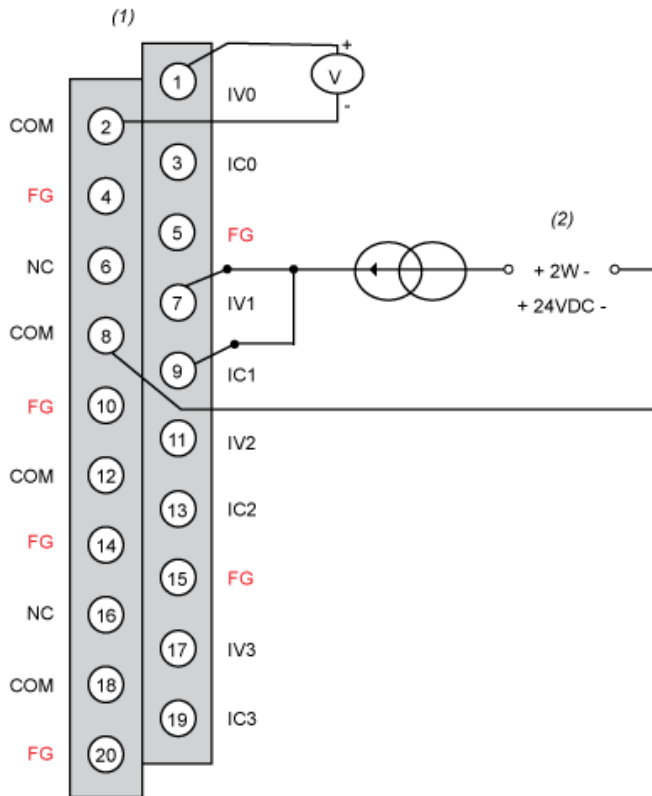 (1)
+
1
V
IV0
-
COM
2
3
IC0
FG
4
5
FG
(2)
NC
6
+ 2W -
7
IV1
+ 24VDC -
COM
8
9
IC1
FG
10
11
IV2
COM
12
13
IC2
FG
14
15
FG
NC
16
17
IV3
COM
18
19
IC3
FG
20